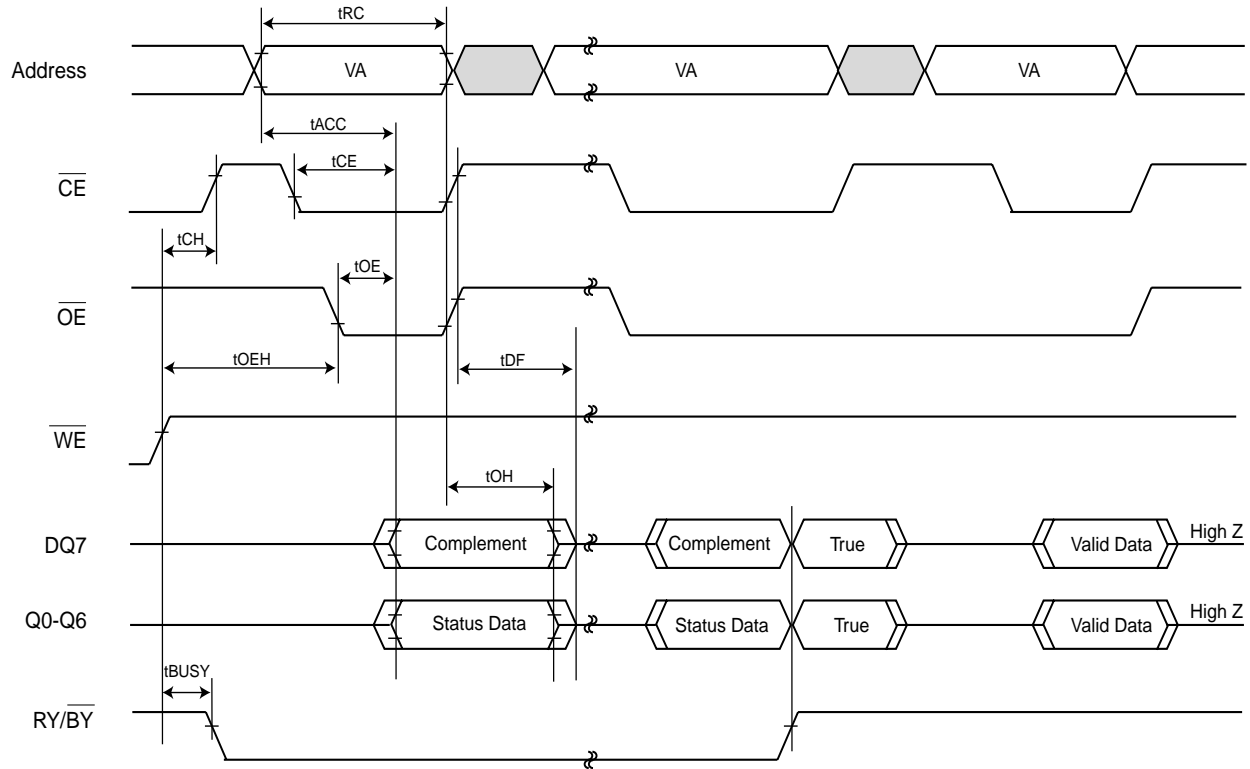 tRC
Address VA VA VA
tACC
tCE
CE
tCH
tOE
OE
tOEH tDF
WE
tOH
DQ7 Complement Complement True Valid Data High Z
Q0-Q6 Status Data Status Data True Valid Data High Z
tBUSY
RY/BY